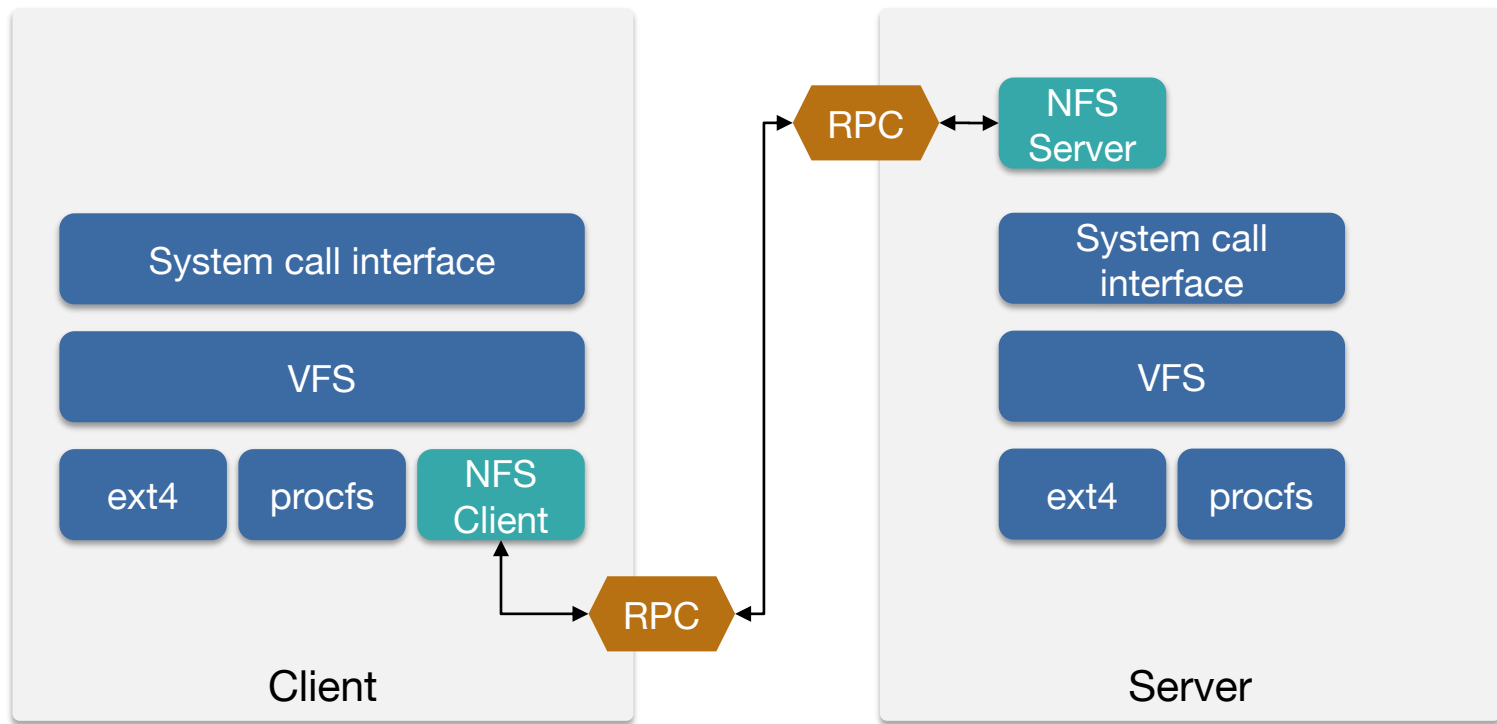 System call interface
VFS
ext4
procfs
NFS
Client
RPC
Client
RPC
NFS
Server
System call
interface
VFS
ext4
procfs
Server